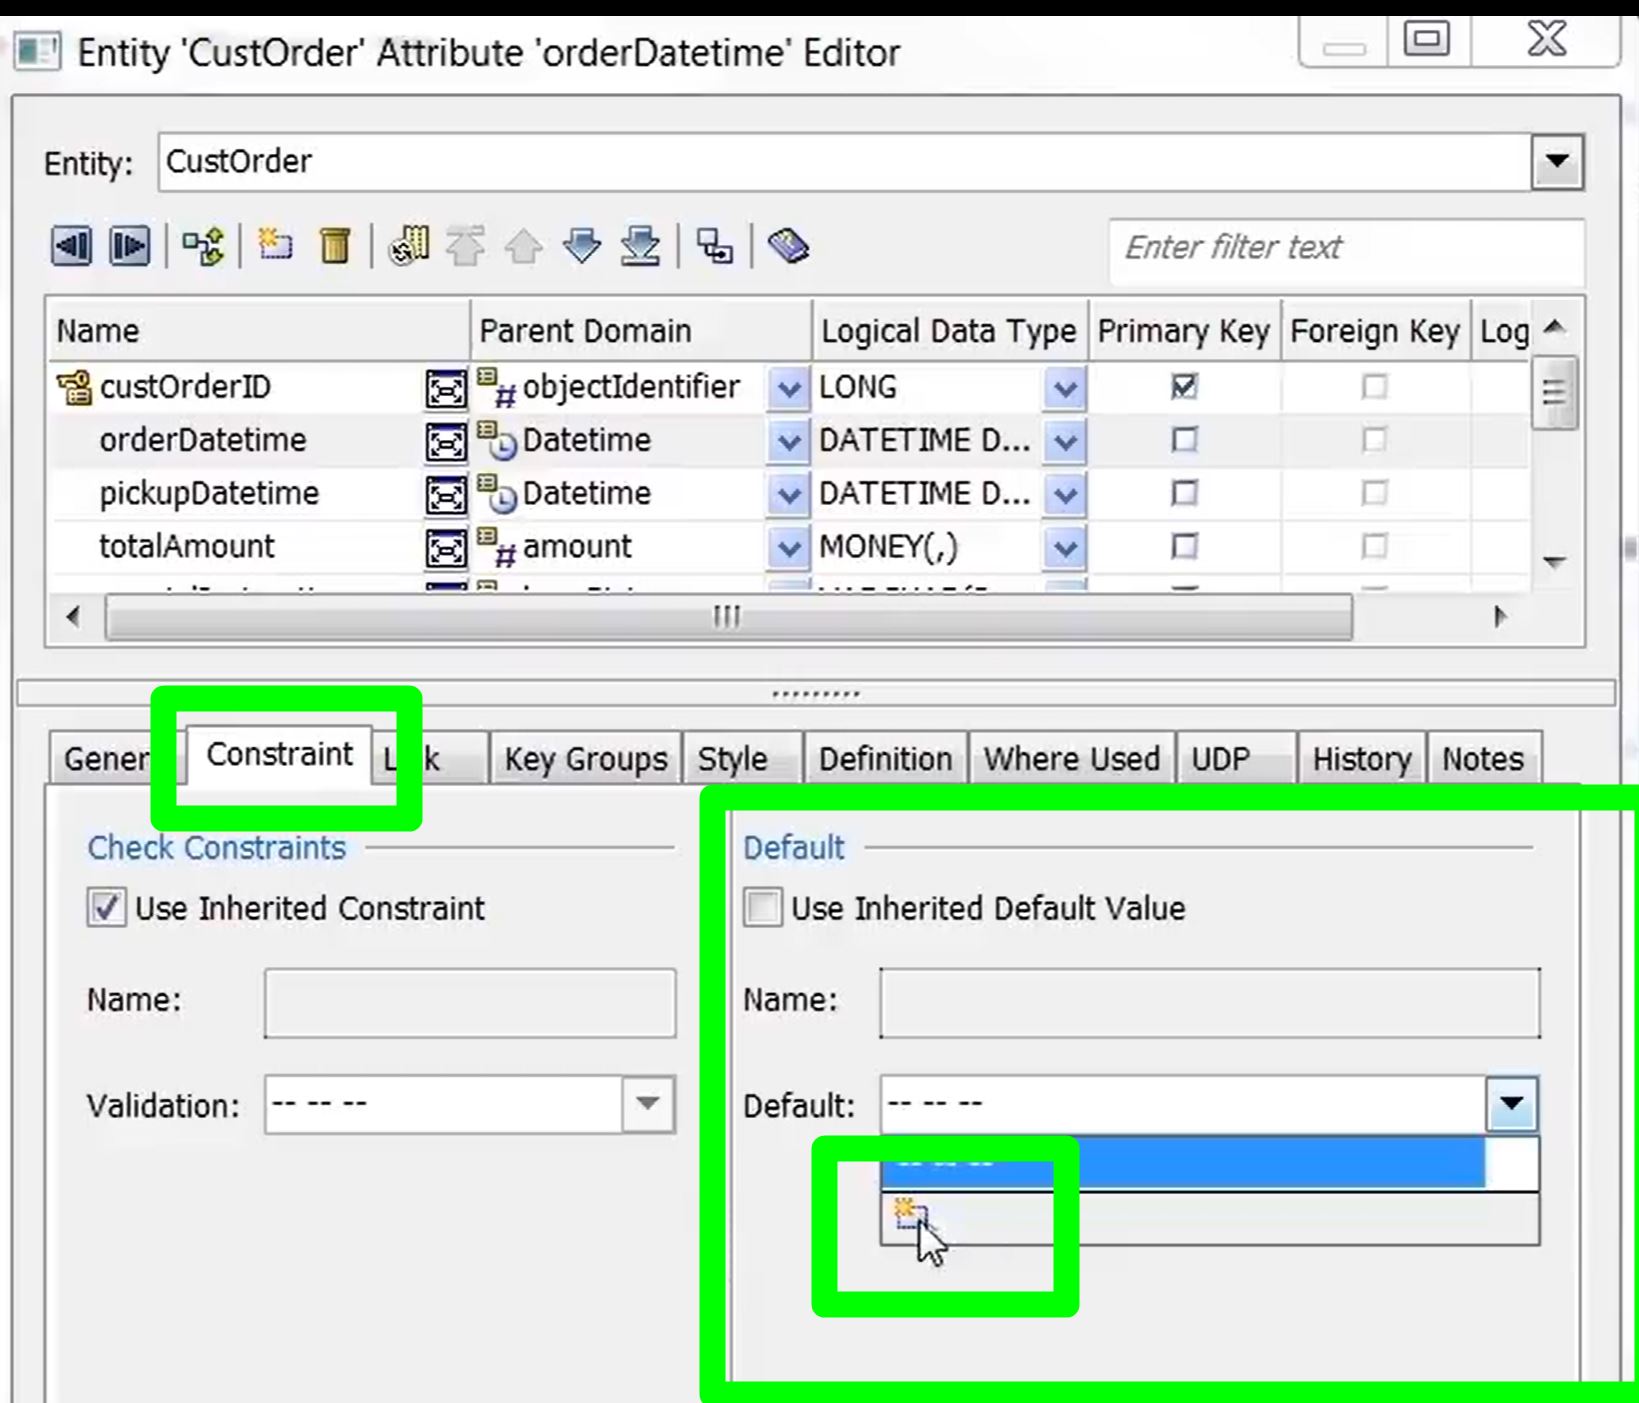 Entity 'CustOrder' Attribute 'orderDatetime' Editor
Entity: CustOrder
Enter filter text
Name Parent Domain Logical Data Type Primary Key Foreign Key Log
custOrderID objectIdentifier LONG
orderDatetime Datetime DATETIME D...
pickupDatetime Datetime DATETIME D...
totalAmount amount MONEY(,)
Gener Constraint L k Key Groups Style Definition Where Used UDP History Notes
Check Constraints Default
Use Inherited Constraint Use Inherited Default Value
Name: Name:
Validation: -- -- -- Default: -- -- --
-- -- --